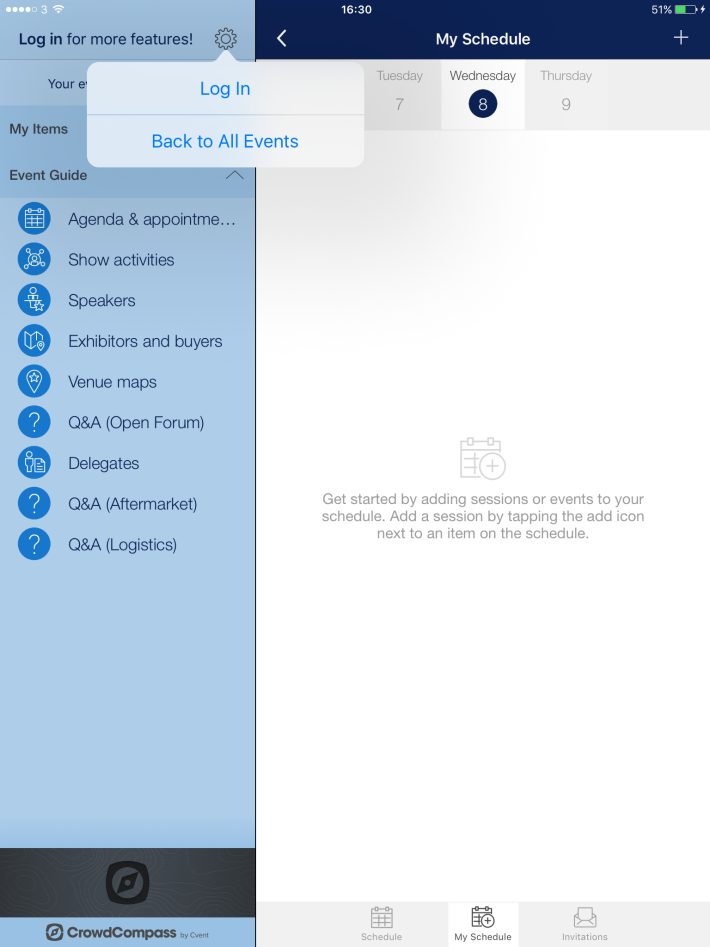 3
16:30
51%
Log in for more features!
My Schedule
Your
Log In
Back to All Events
Tuesday
7
Wednesday
8
Thursday
9
My Items
Event Guide
Agenda & appointme...
Show activities
Speakers
Exhibitors and buyers
Venue maps
Q&A (Open Forum)
Delegates
Q&A (Aftermarket)
Q&A (Logistics)
Get started by adding sessions or events to your
schedule. Add a session by tapping the add icon
next to an item on the schedule.
CrowdCompass by Cvent
Schedule
My Schedule
Invitations